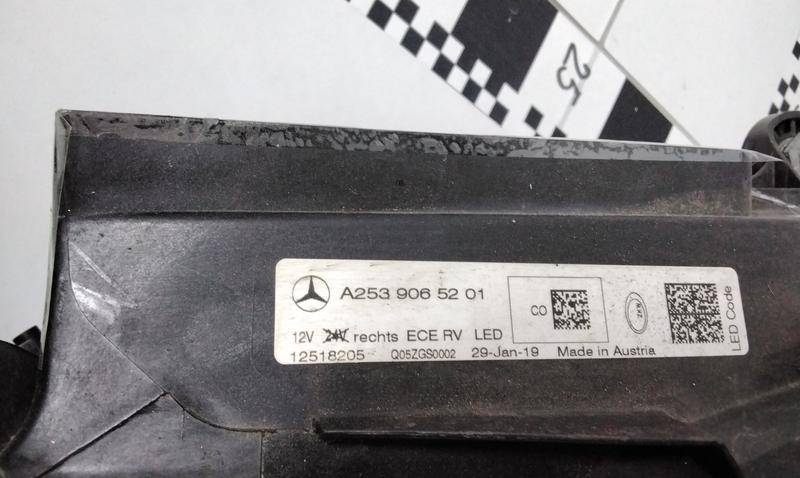 25
A253 906 52 01
CO
12V 24V rechts ECE RV LED
12518205 Q05ZGS0002 29-Jan-19 Made in Austria
LED Code